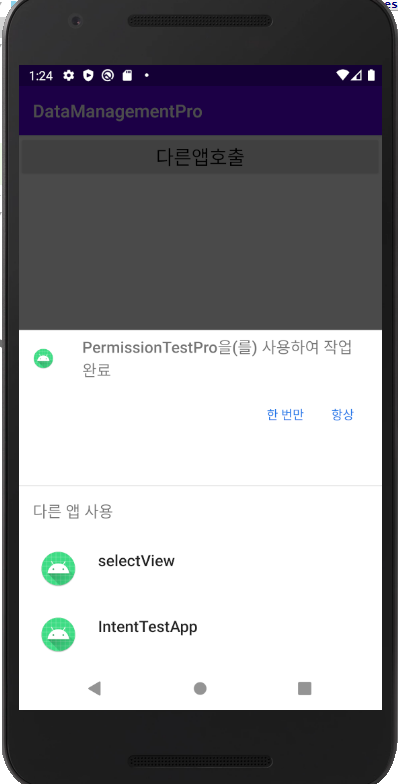 es
1:24
DataManagementPro
다른앱호출
PermissionTestPro을(를) 사용하여 작업
완료
한 번만 항상
다른 앱 사용
selectView
IntentTestApp